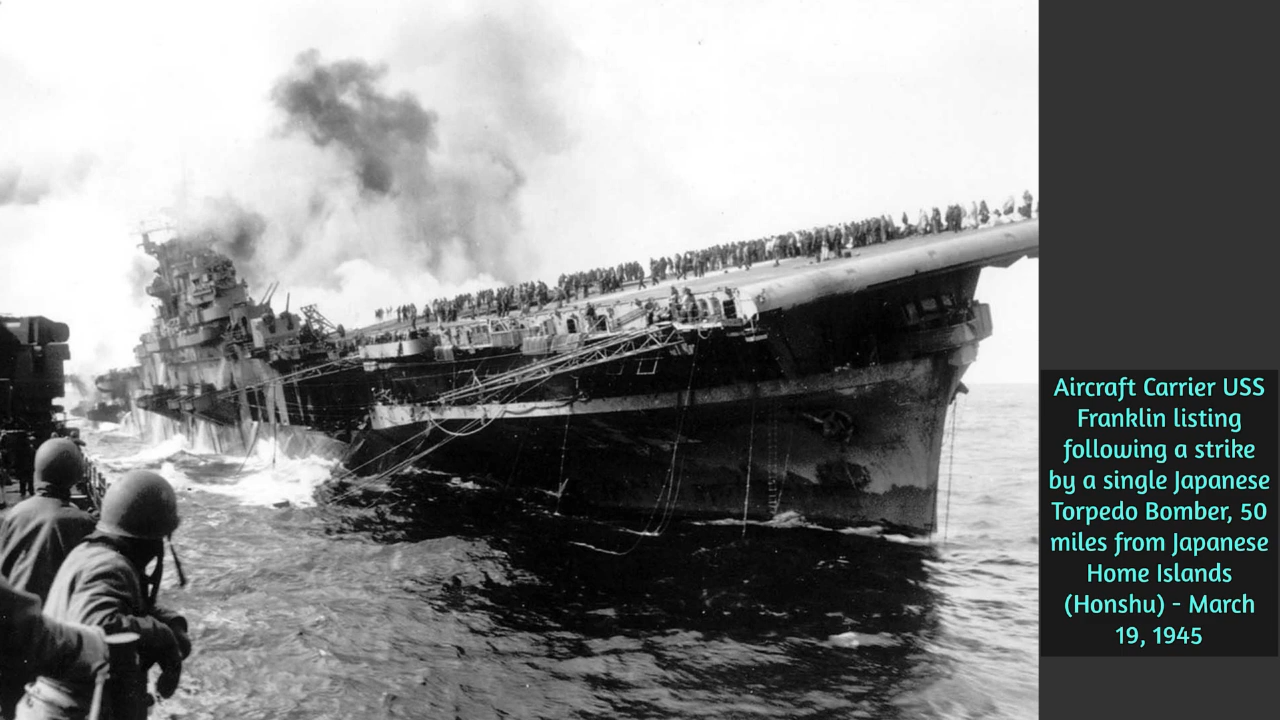 Aircraft Carrier USS
Franklin listing
following a strike
by a single Japanese
Torpedo Bomber, 50
miles from Japanese
Home Islands
(Honshu) - March
19, 1945